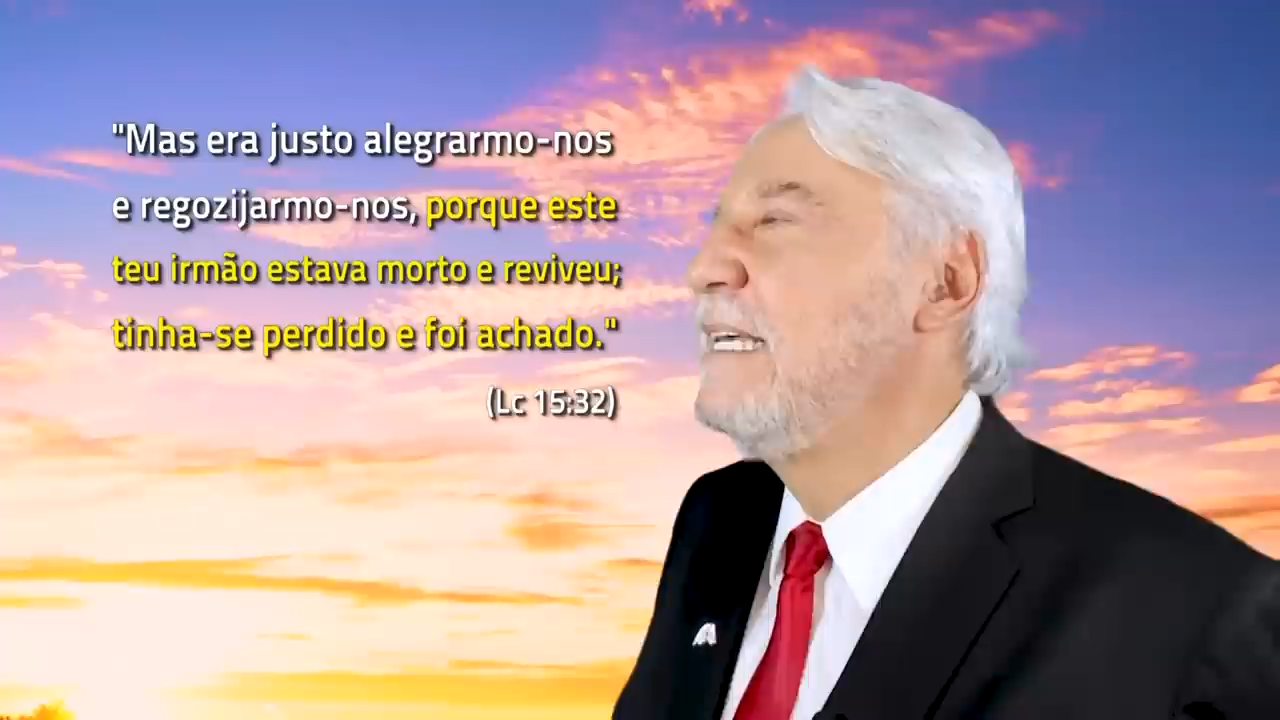 "Mas era justo alegrarmo-nos
e regozijarmo-nos, porque este
teu irmão estava morto e reviveu;
tinha-se perdido e foi achado."
(Lc 15:32)